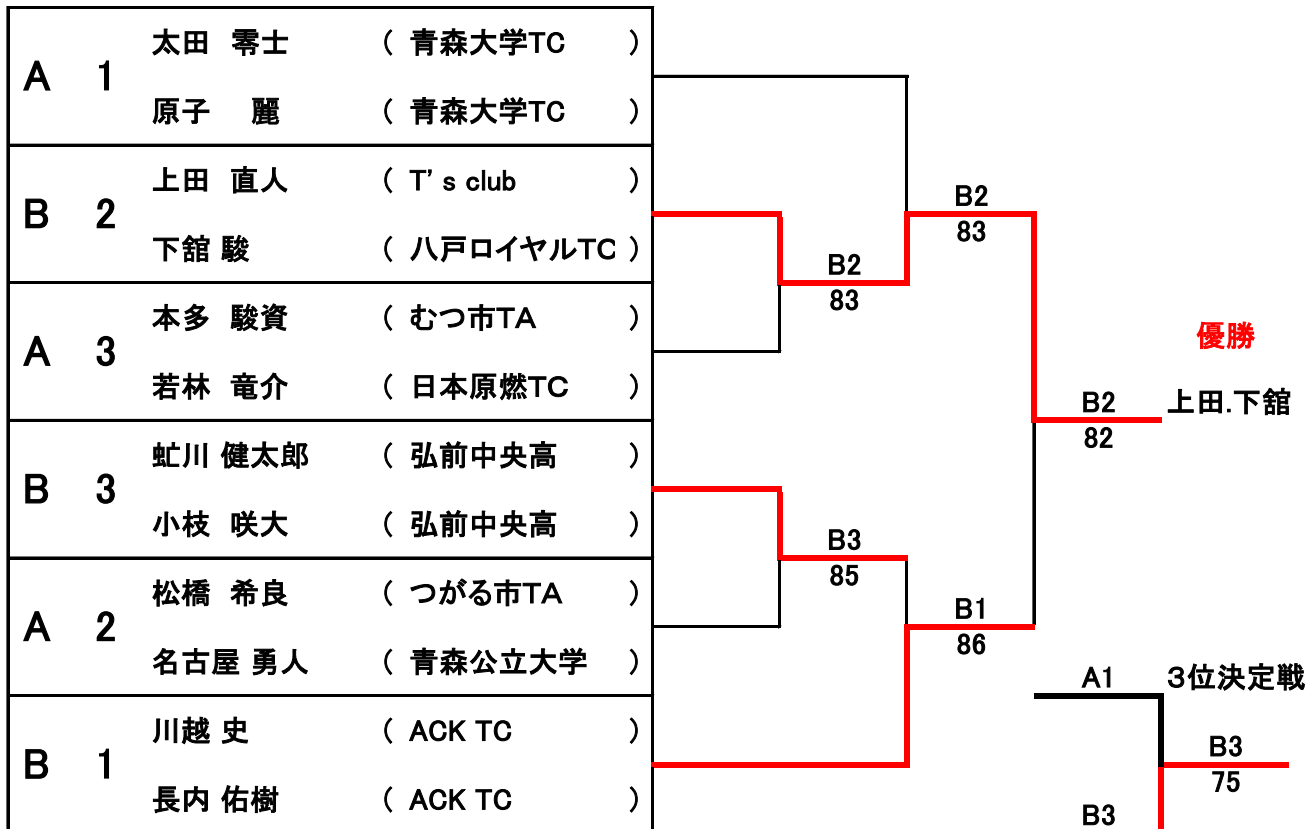 A 1 太田 零士 ( 青森大学TC )
原子 麗 ( 青森大学TC )
B 2 上田 直人 ( T's club )
下舘 駿 ( 八戸ロイヤルTC )
A 3 本多 駿資 ( むつ市TA )
若林 竜介 ( 日本原燃TC )
B 3 虻川 健太郎 ( 弘前中央高 )
小枝 咲大 ( 弘前中央高 )
A 2 松橋 希良 ( つがる市TA )
名古屋 勇人 ( 青森公立大学 )
B 1 川越 史 ( ACK TC )
長内 佑樹 ( ACK TC )
B2
83
B3
85
B2
83
B1
86
優勝
B2 上田.下舘
82
A1 3位決定戦
B3
75
B3